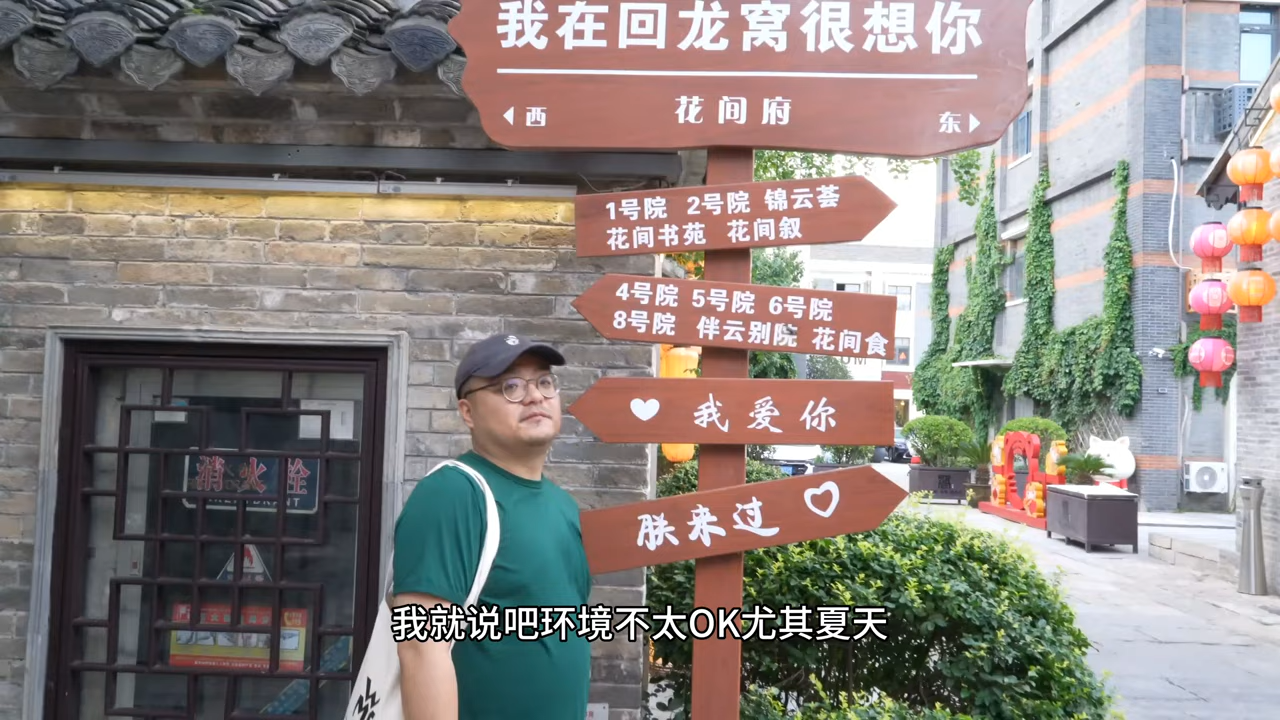 我在回龙窝很想你
西 花间府 东
1号院 2号院 锦云荟
花间书苑 花间叙
4号院 5号院 6号院
8号院 伴云别院 花间食
我爱你
朕来过
消火栓
我就说吧环境不太OK尤其夏天